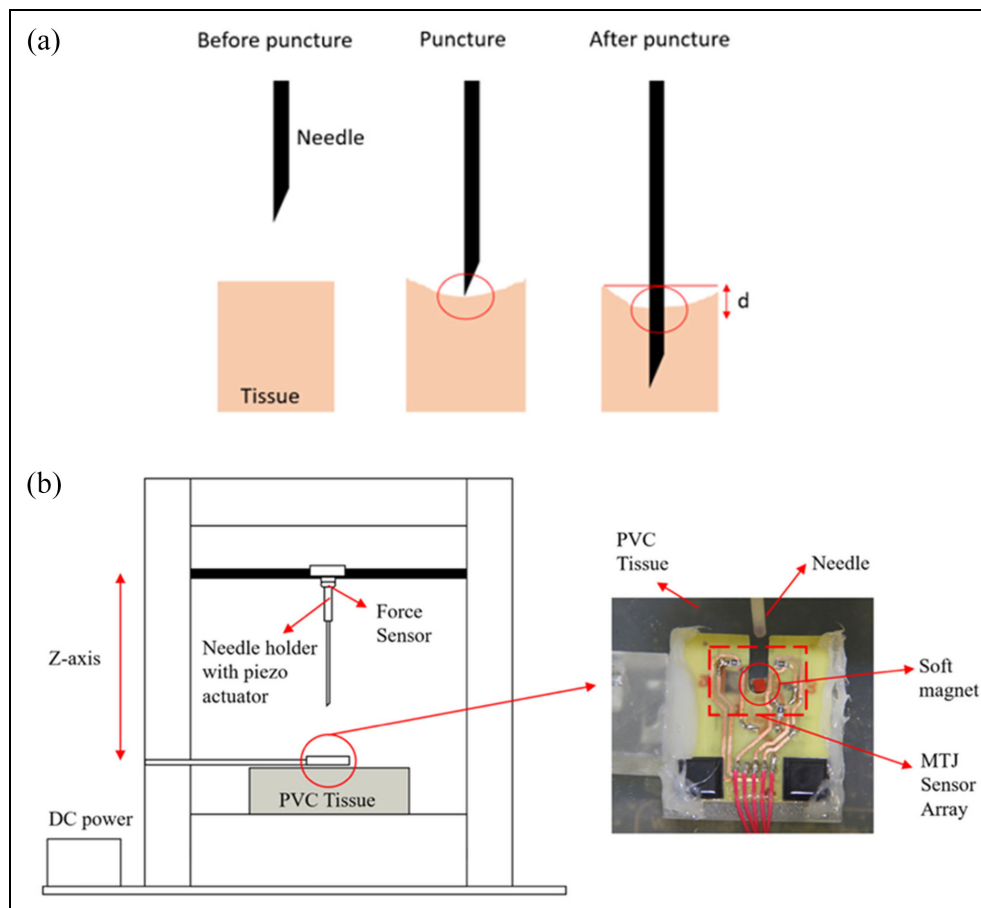 (a)
Before puncture
Puncture
After puncture
Needle
d
Tissue
(b)
PVC
Tissue
Needle
Force
Sensor
Z-axis
Needle holder
with piezo
actuator
Soft
magnet
PVC Tissue
MTJ
Sensor
Array
DC power